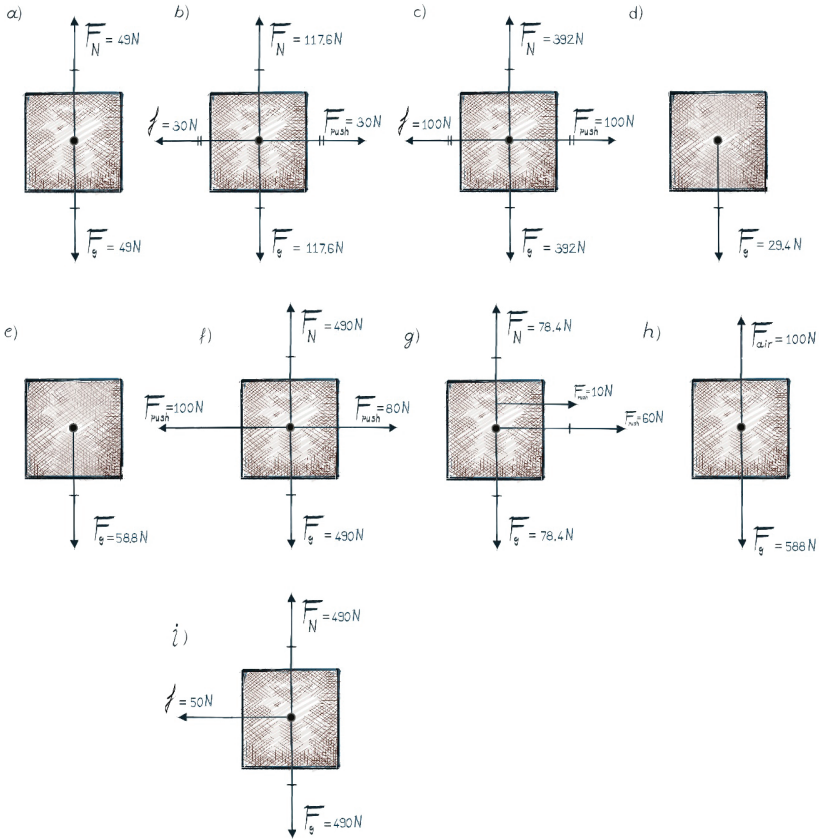 a)
F_N = 49N
F_g = 49N
b)
F_N = 117.6N
f = 30N
F_push = 30N
F_g = 117.6N
c)
F_N = 392N
f = 100N
F_push = 100N
F_g = 392N
d)
F_g = 29.4N
e)
F_g = 58.8N
f)
F_N = 490N
F_push = 100N
F_push = 80N
F_g = 490N
g)
F_N = 78.4N
F_push = 10N
F_push = 60N
F_g = 78.4N
h)
F_air = 100N
F_g = 588N
i)
F_N = 490N
f = 50N
F_g = 490N